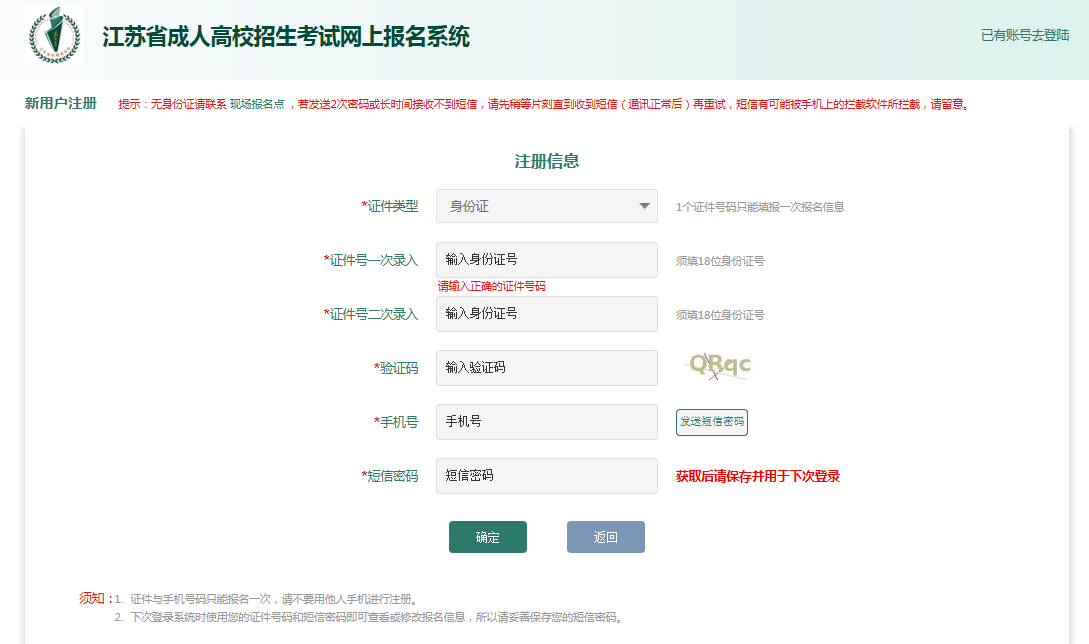 江苏省成人高校招生考试网上报名系统
已有账号去登陆
新用户注册 提示：无身份证请联系 现场报名点 ，若发送2次密码或长时间接收不到短信，请先稍等片刻直到收到短信（通讯正常后）再重试，短信有可能被手机上的拦截软件所拦截，请留意。
注册信息
*证件类型 身份证 1个证件号码只能填报一次报名信息
*证件号一次录入 输入身份证号 须填18位身份证号
请输入正确的证件号码
*证件号二次录入 输入身份证号 须填18位身份证号
*验证码 输入验证码 QRqc
*手机号 手机号 发送短信密码
*短信密码 短信密码 获取后请保存并用于下次登录
确定 返回
须知：1. 证件与手机号码只能报名一次，请不要用他人手机进行注册。
2. 下次登录系统时使用您的证件号码和短信密码即可查看或修改报名信息，所以请妥善保存您的短信密码。